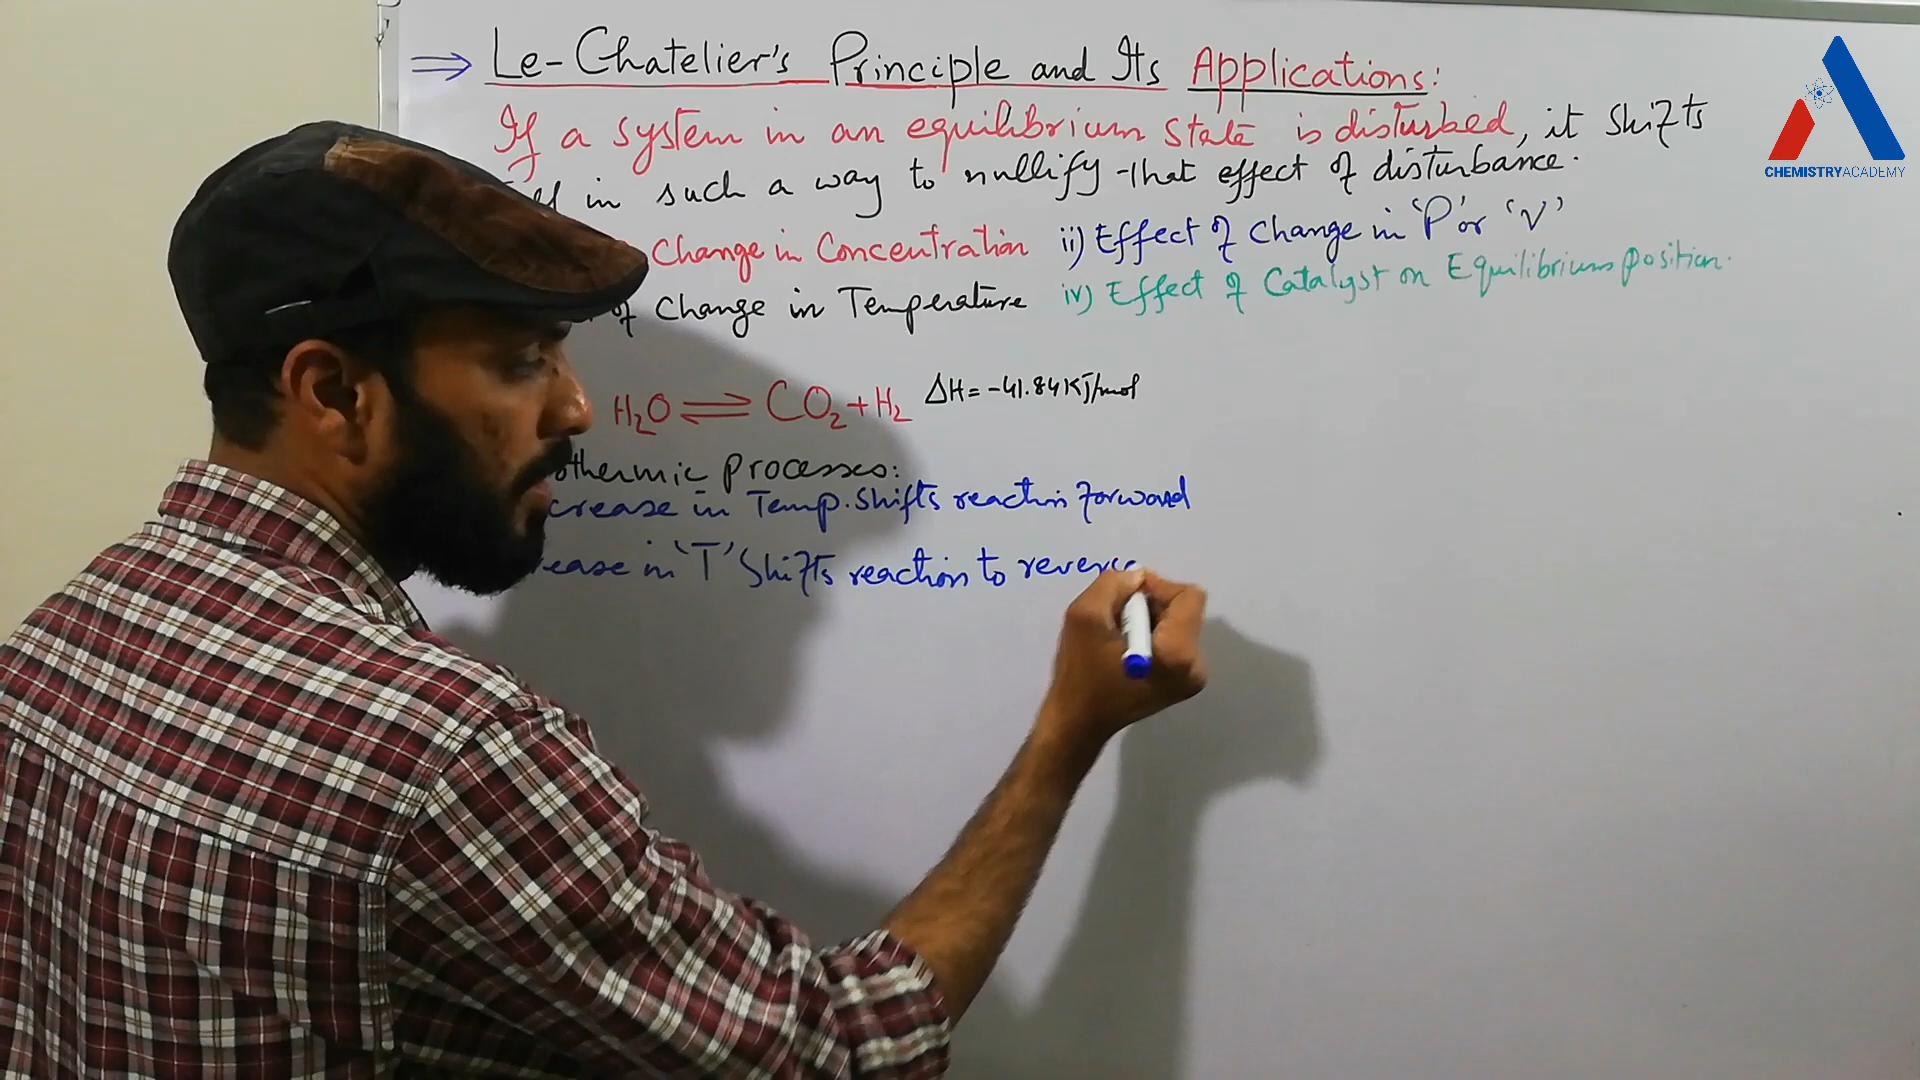 ⇒ Le-Chatelier's Principle and Its Applications:
If a system in an equilibrium state is disturbed, it shifts
in such a way to nullify that effect of disturbance.
Change in Concentration ii) Effect of change in 'P' or 'V'
of Change in Temperature iv) Effect of Catalyst on Equilibrium position.
H₂O ⇌ CO₂ + H₂ ΔH = -41.84 KJ/mol
othermic processes:
crease in Temp. shifts reaction forward
rease in 'T' Shifts reaction to reverse
CHEMISTRYACADEMY